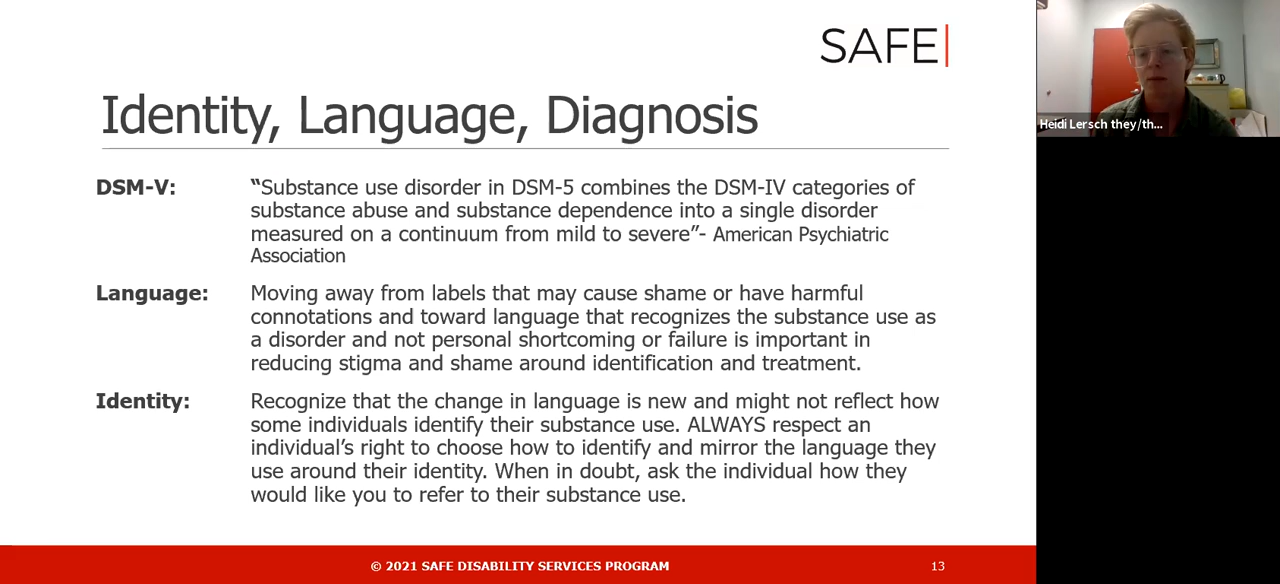 SAFE
Identity, Language, Diagnosis
DSM-V:
“Substance use disorder in DSM-5 combines the DSM-IV categories of
substance abuse and substance dependence into a single disorder
measured on a continuum from mild to severe”- American Psychiatric
Association
Language:
Moving away from labels that may cause shame or have harmful
connotations and toward language that recognizes the substance use as
a disorder and not personal shortcoming or failure is important in
reducing stigma and shame around identification and treatment.
Identity:
Recognize that the change in language is new and might not reflect how
some individuals identify their substance use. ALWAYS respect an
individual’s right to choose how to identify and mirror the language they
use around their identity. When in doubt, ask the individual how they
would like you to refer to their substance use.
© 2021 SAFE DISABILITY SERVICES PROGRAM
13
Heidi Lersch they/th...